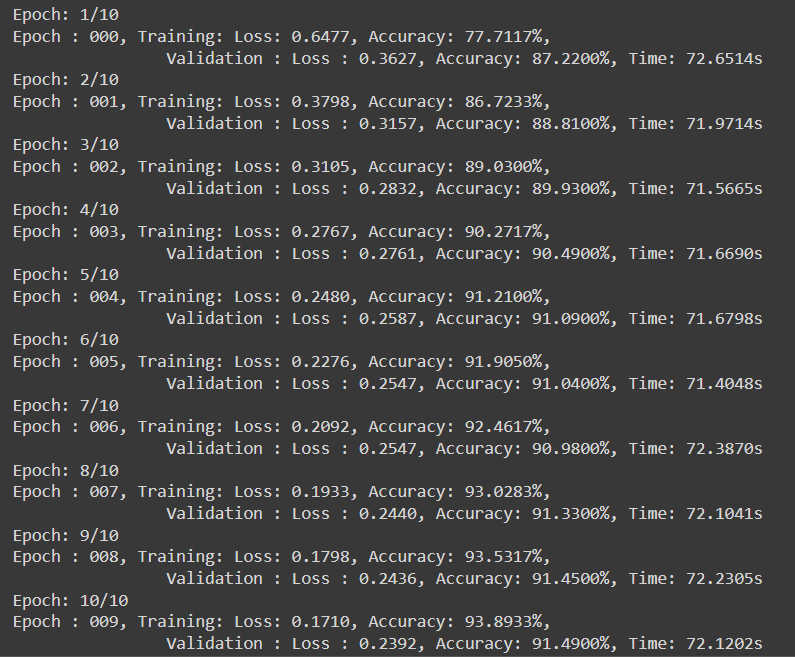 Epoch: 1/10
Epoch : 000, Training: Loss: 0.6477, Accuracy: 77.7117%,
Validation : Loss : 0.3627, Accuracy: 87.2200%, Time: 72.6514s
Epoch: 2/10
Epoch : 001, Training: Loss: 0.3798, Accuracy: 86.7233%,
Validation : Loss : 0.3157, Accuracy: 88.8100%, Time: 71.9714s
Epoch: 3/10
Epoch : 002, Training: Loss: 0.3105, Accuracy: 89.0300%,
Validation : Loss : 0.2832, Accuracy: 89.9300%, Time: 71.5665s
Epoch: 4/10
Epoch : 003, Training: Loss: 0.2767, Accuracy: 90.2717%,
Validation : Loss : 0.2761, Accuracy: 90.4900%, Time: 71.6690s
Epoch: 5/10
Epoch : 004, Training: Loss: 0.2480, Accuracy: 91.2100%,
Validation : Loss : 0.2587, Accuracy: 91.0900%, Time: 71.6798s
Epoch: 6/10
Epoch : 005, Training: Loss: 0.2276, Accuracy: 91.9050%,
Validation : Loss : 0.2547, Accuracy: 91.0400%, Time: 71.4048s
Epoch: 7/10
Epoch : 006, Training: Loss: 0.2092, Accuracy: 92.4617%,
Validation : Loss : 0.2547, Accuracy: 90.9800%, Time: 72.3870s
Epoch: 8/10
Epoch : 007, Training: Loss: 0.1933, Accuracy: 93.0283%,
Validation : Loss : 0.2440, Accuracy: 91.3300%, Time: 72.1041s
Epoch: 9/10
Epoch : 008, Training: Loss: 0.1798, Accuracy: 93.5317%,
Validation : Loss : 0.2436, Accuracy: 91.4500%, Time: 72.2305s
Epoch: 10/10
Epoch : 009, Training: Loss: 0.1710, Accuracy: 93.8933%,
Validation : Loss : 0.2392, Accuracy: 91.4900%, Time: 72.1202s